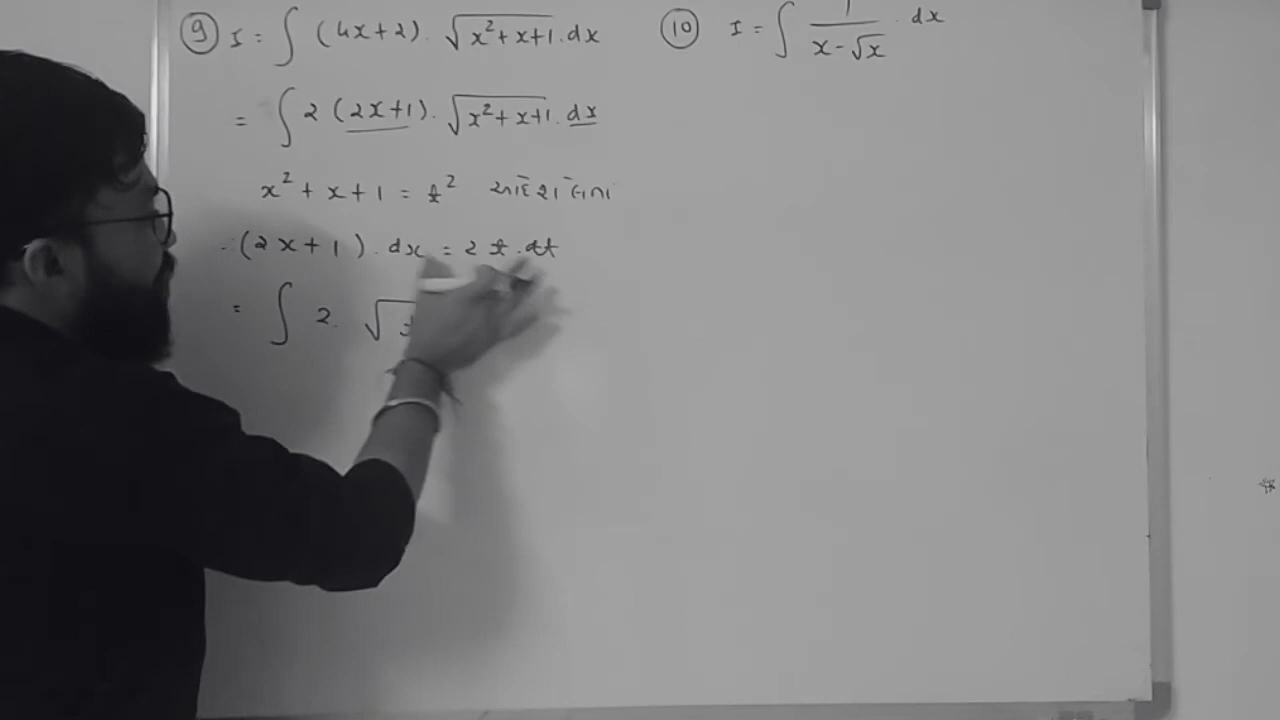 ⑨ I = ∫ (4x+2). √x²+x+1 . dx
= ∫ 2 (2x+1). √x²+x+1 . dx
x² + x + 1 = t² આદેશ લેતા
∴ (2x+1) . dx = 2t . dt
= ∫ 2. √t
⑩ I = ∫ 1/(x-√x) . dx